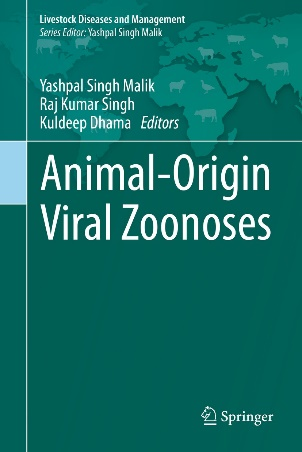 Livestock Diseases and Management
Series Editor: Yashpal Singh Malik
Yashpal Singh Malik
Raj Kumar Singh
Kuldeep Dhama Editors
Animal-Origin
Viral Zoonoses
Springer